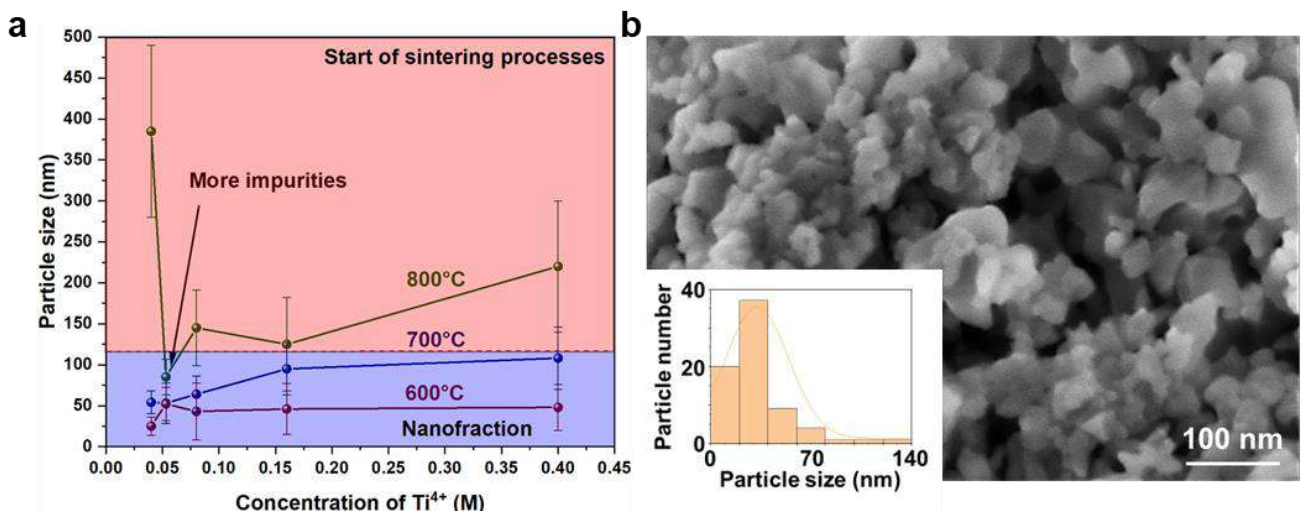 a
500
450
400
350
300
250
200
150
100
50
0
Particle size (nm)
Start of sintering processes
More impurities
800°C
700°C
600°C
Nanofraction
0.00 0.05 0.10 0.15 0.20 0.25 0.30 0.35 0.40 0.45
Concentration of Ti⁴⁺ (M)
b
40
20
0
Particle number
0 70 140
Particle size (nm)
100 nm